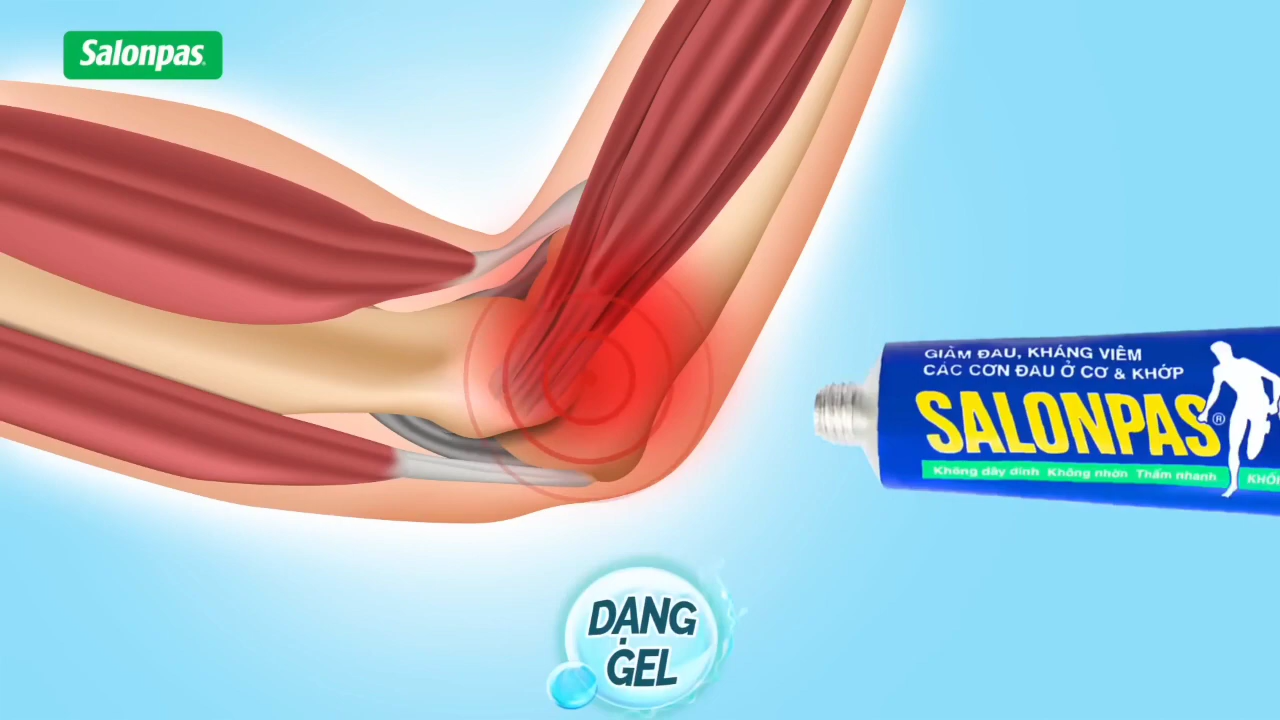 Salonpas®
GIẢM ĐAU, KHÁNG VIÊM
CÁC CƠN ĐAU Ở CƠ & KHỚP
SALONPAS®
Không dây dính Không nhờn Thấm nhanh
DẠNG
GEL